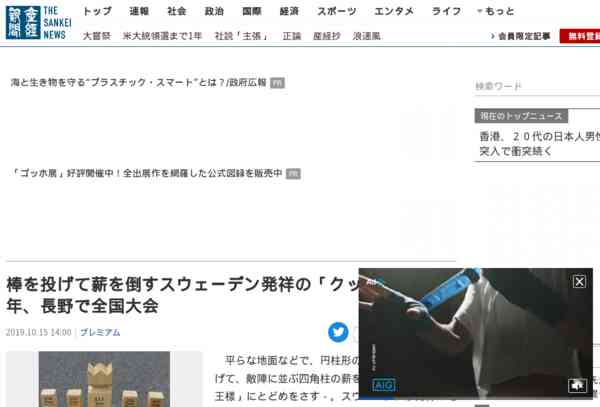 産経新聞
THE SANKEI NEWS
トップ 速報 社会 政治 国際 経済 スポーツ エンタメ ライフ もっと
大嘗祭 米大統領選まで1年 社説「主張」 正論 産経抄 浪速風
会員限定記事 無料登録
海と生き物を守る“プラスチック・スマート”とは?/政府広報 PR
検索ワード
現在のトップニュース
香港、２０代の日本人男性
突入で衝突続く
「ゴッホ展」好評開催中！全出展作を網羅した公式図録を販売中 PR
棒を投げて薪を倒すスウェーデン発祥の「クッ
年、長野で全国大会
2019.10.15 14:00 プレミアム
AIG
平らな地面などで、円柱形の
げて、敵陣に並ぶ四角柱の薪を
王様」にとどめをさす－。スウ